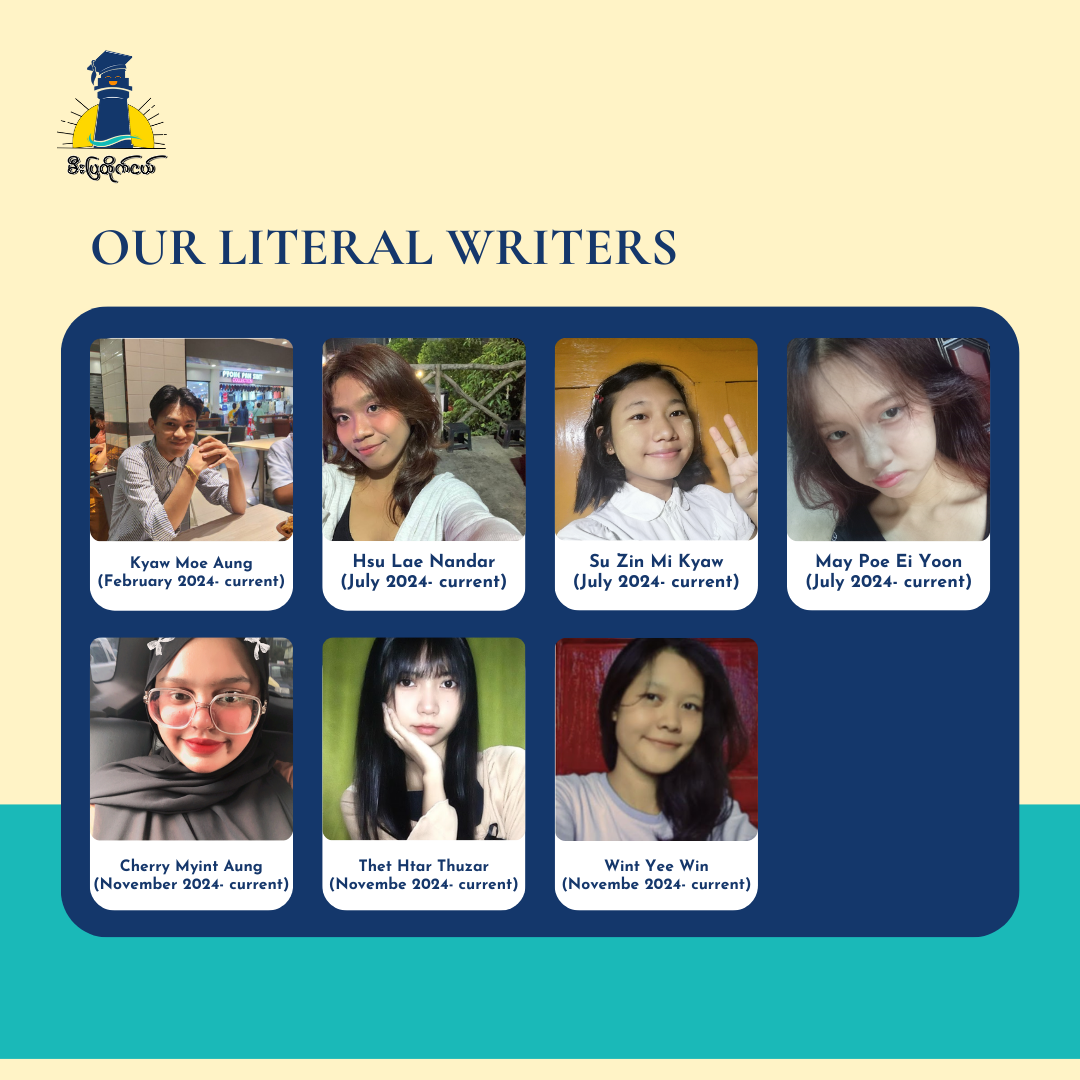 မီးပြတိုက်ငယ်
OUR LITERAL WRITERS
Kyaw Moe Aung
(February 2024- current)
Hsu Lae Nandar
(July 2024- current)
Su Zin Mi Kyaw
(July 2024- current)
May Poe Ei Yoon
(July 2024- current)
Cherry Myint Aung
(November 2024- current)
Thet Htar Thuzar
(Novembe 2024- current)
Wint Yee Win
(Novembe 2024- current)